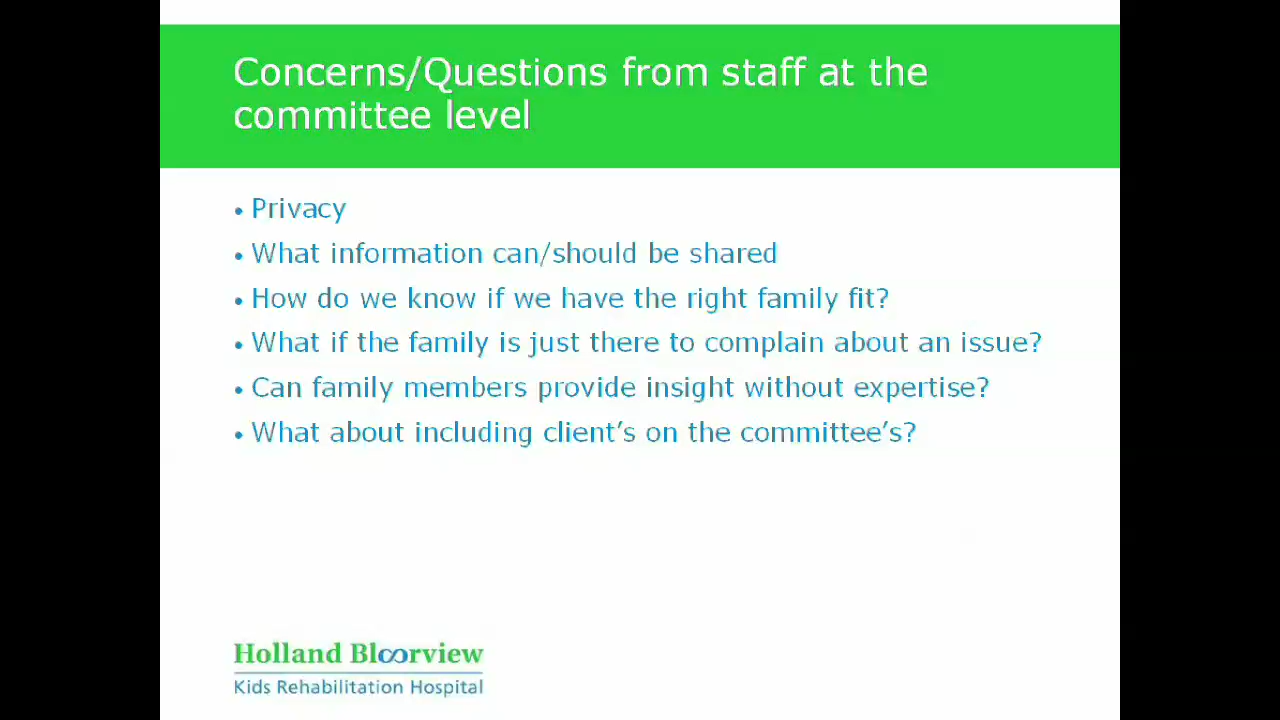 Concerns/Questions from staff at the
committee level
• Privacy
• What information can/should be shared
• How do we know if we have the right family fit?
• What if the family is just there to complain about an issue?
• Can family members provide insight without expertise?
• What about including client’s on the committee’s?
Holland Bloorview
Kids Rehabilitation Hospital